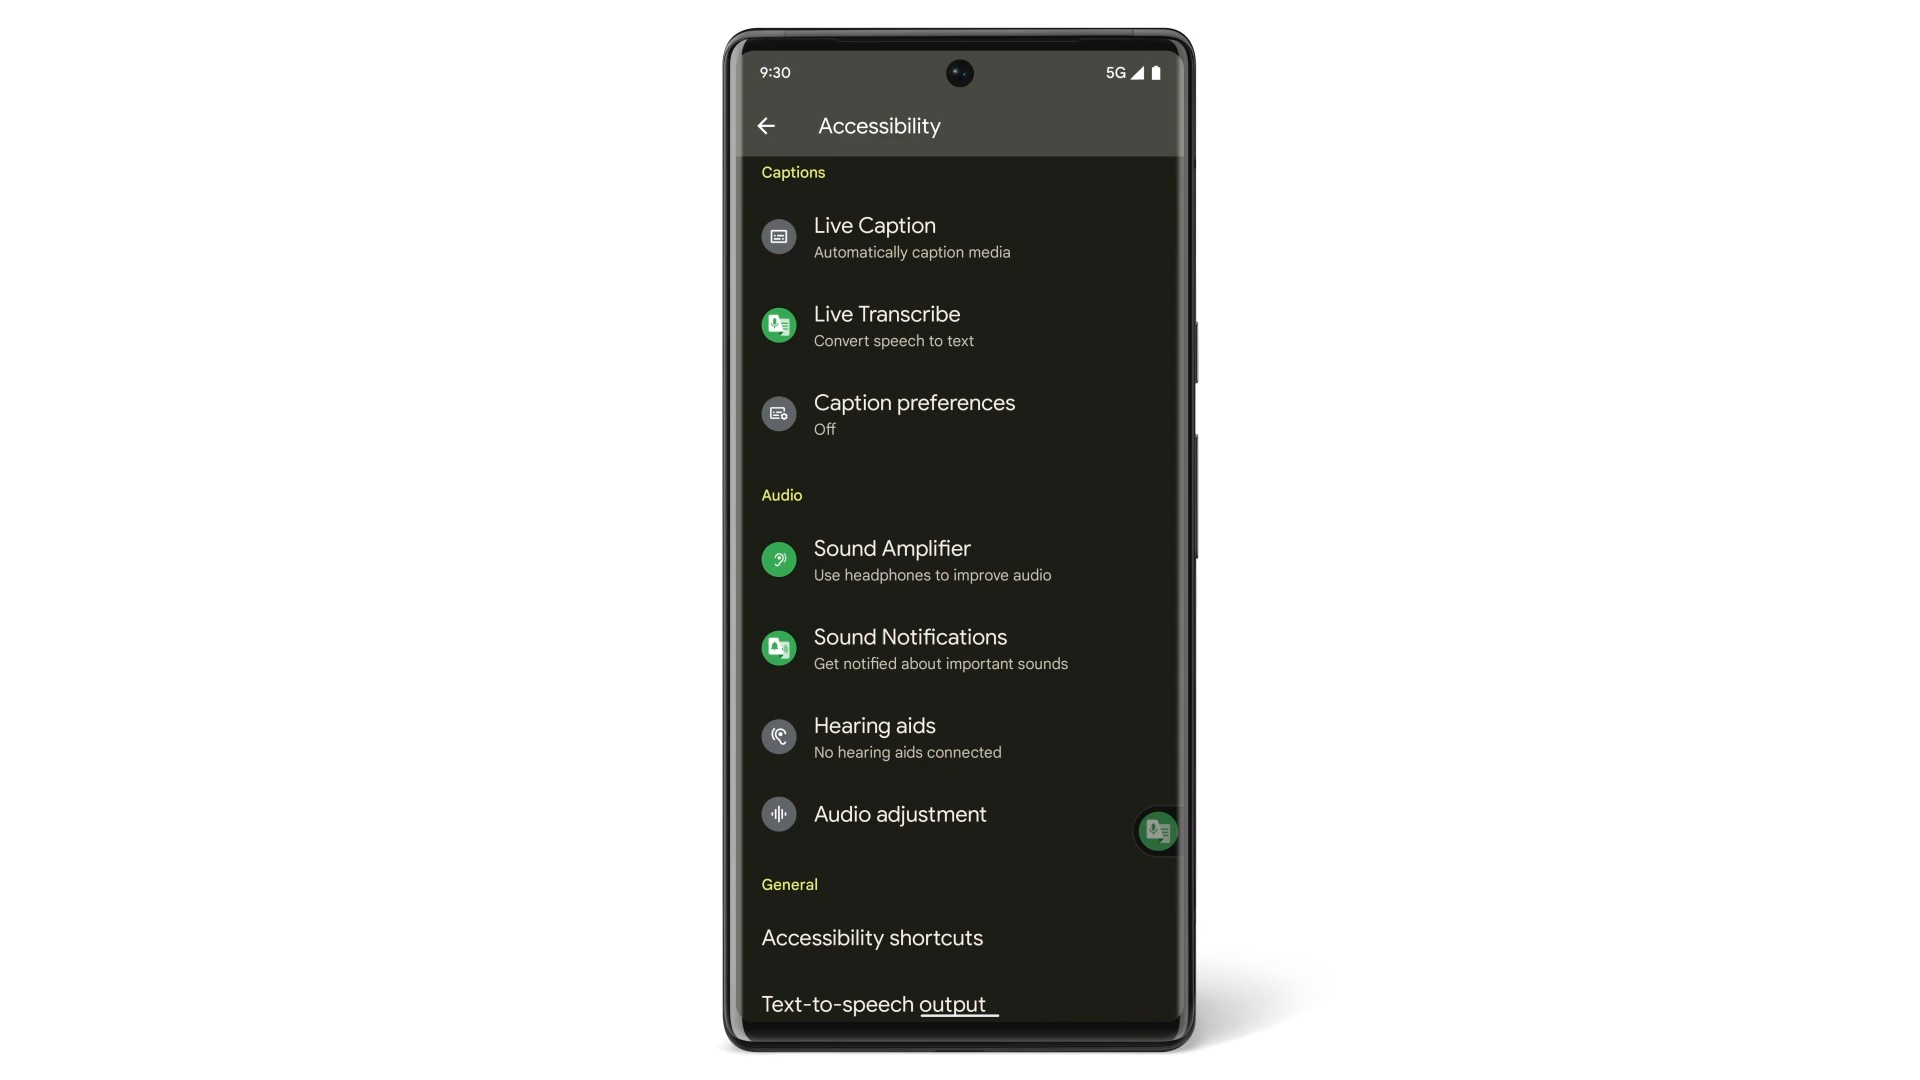 9:30
5G
Accessibility
Captions
Live Caption
Automatically caption media
Live Transcribe
Convert speech to text
Caption preferences
Off
Audio
Sound Amplifier
Use headphones to improve audio
Sound Notifications
Get notified about important sounds
Hearing aids
No hearing aids connected
Audio adjustment
General
Accessibility shortcuts
Text-to-speech output